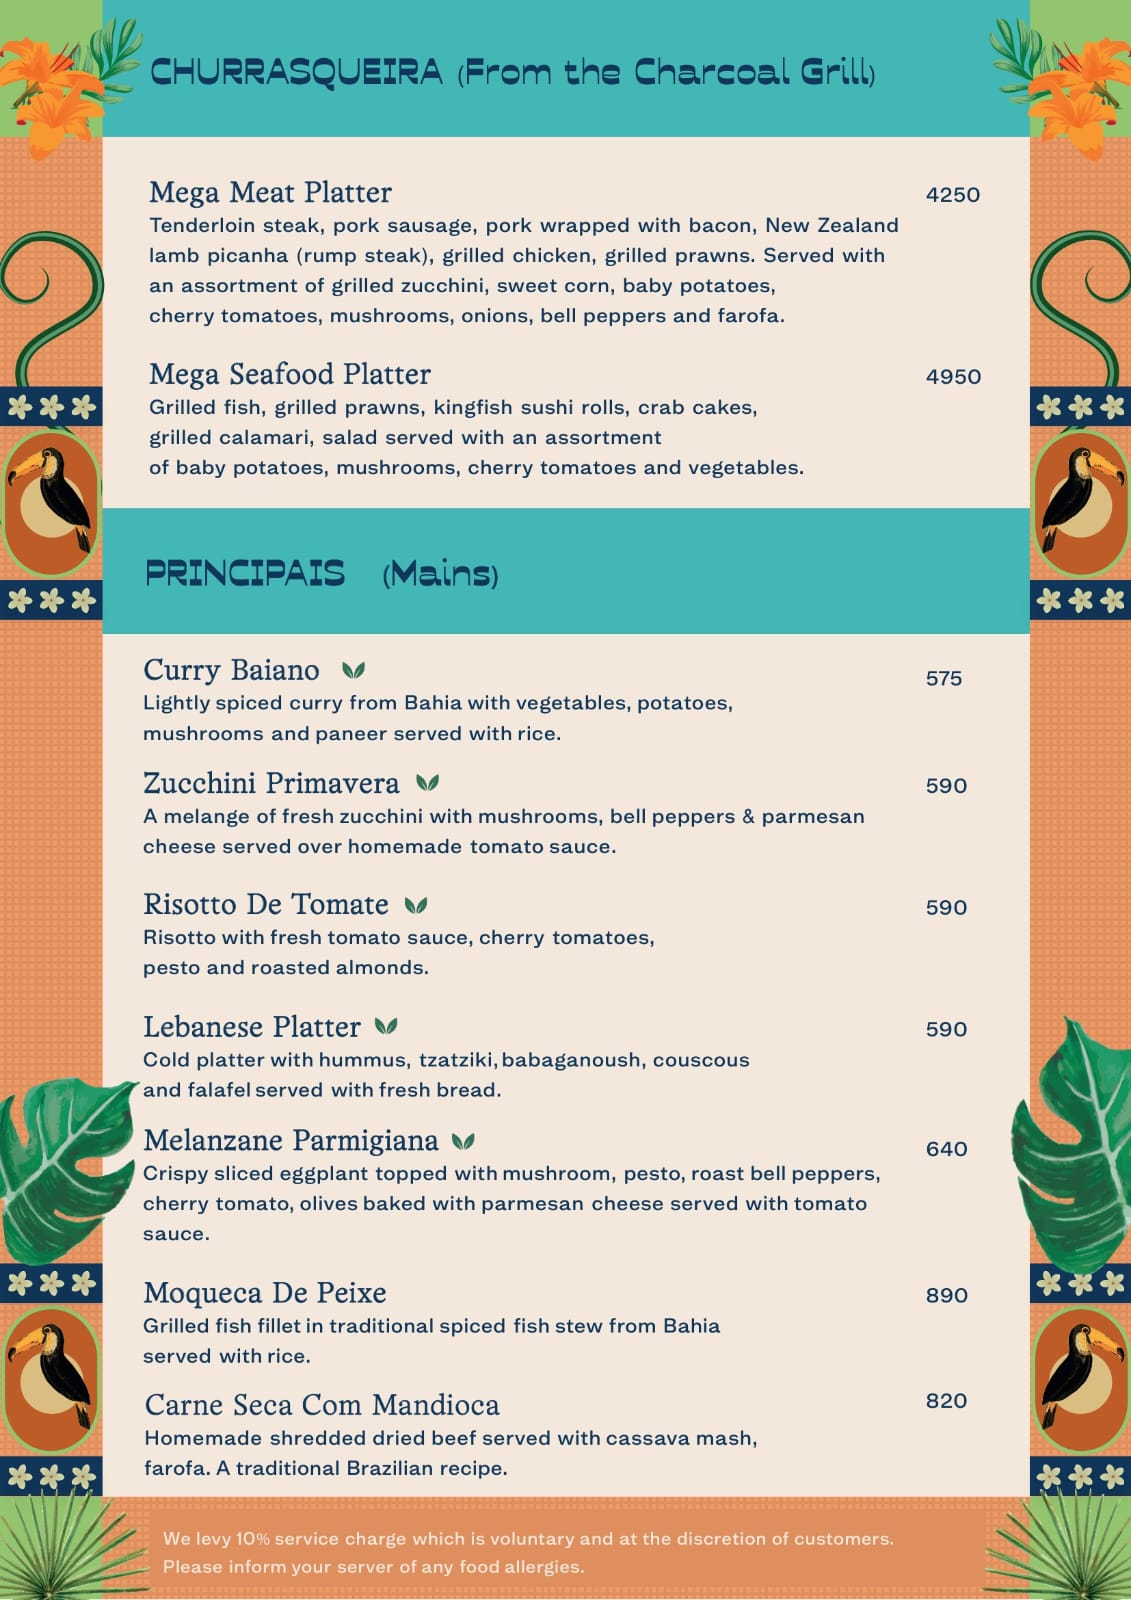 CHURRASQUEIRA (From the Charcoal Grill)
Mega Meat Platter 4250
Tenderloin steak, pork sausage, pork wrapped with bacon, New Zealand
lamb picanha (rump steak), grilled chicken, grilled prawns. Served with
an assortment of grilled zucchini, sweet corn, baby potatoes,
cherry tomatoes, mushrooms, onions, bell peppers and farofa.
Mega Seafood Platter 4950
Grilled fish, grilled prawns, kingfish sushi rolls, crab cakes,
grilled calamari, salad served with an assortment
of baby potatoes, mushrooms, cherry tomatoes and vegetables.
PRINCIPAIS (Mains)
Curry Baiano 575
Lightly spiced curry from Bahia with vegetables, potatoes,
mushrooms and paneer served with rice.
Zucchini Primavera 590
A melange of fresh zucchini with mushrooms, bell peppers & parmesan
cheese served over homemade tomato sauce.
Risotto De Tomate 590
Risotto with fresh tomato sauce, cherry tomatoes,
pesto and roasted almonds.
Lebanese Platter 590
Cold platter with hummus, tzatziki, babaganoush, couscous
and falafel served with fresh bread.
Melanzane Parmigiana 640
Crispy sliced eggplant topped with mushroom, pesto, roast bell peppers,
cherry tomato, olives baked with parmesan cheese served with tomato
sauce.
Moqueca De Peixe 890
Grilled fish fillet in traditional spiced fish stew from Bahia
served with rice.
Carne Seca Com Mandioca 820
Homemade shredded dried beef served with cassava mash,
farofa. A traditional Brazilian recipe.
We levy 10% service charge which is voluntary and at the discretion of customers.
Please inform your server of any food allergies.